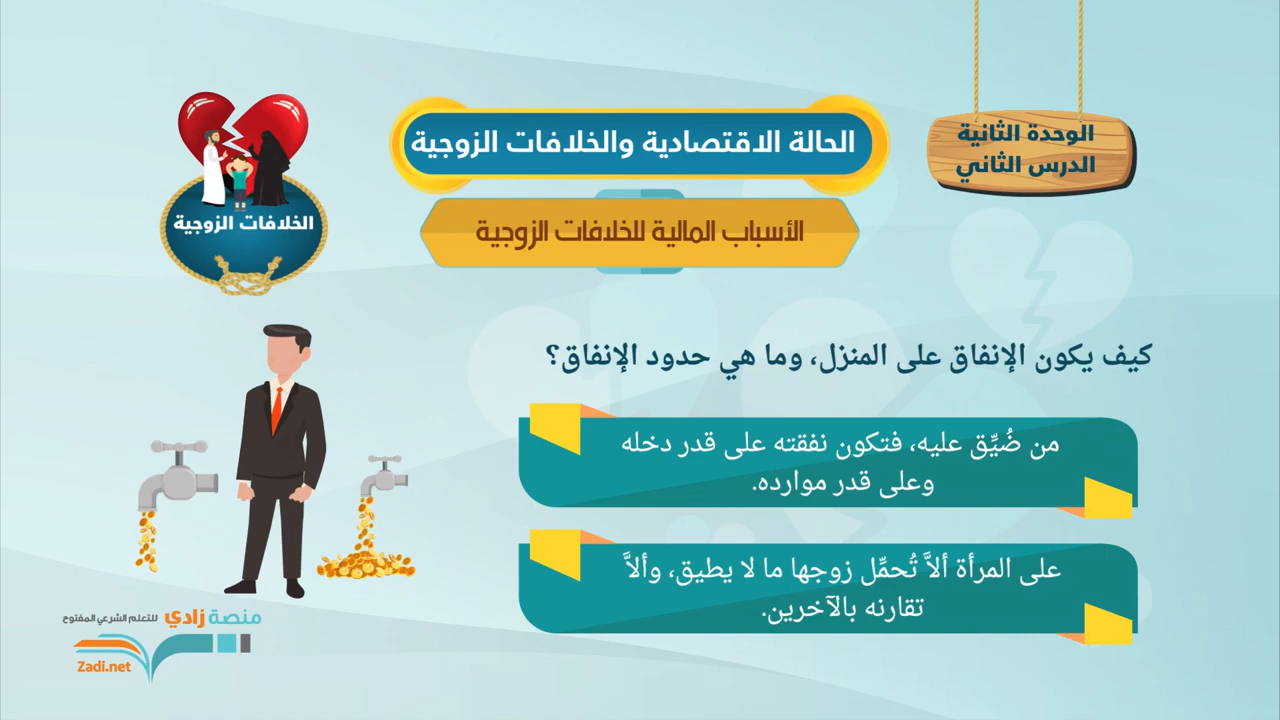 الوحدة الثانية
الدرس الثاني
الحالة الاقتصادية والخلافات الزوجية
الأسباب المالية للخلافات الزوجية
الخلافات الزوجية
كيف يكون الإنفاق على المنزل، وما هي حدود الإنفاق؟
من ضُيِّق عليه، فتكون نفقته على قدر دخله
وعلى قدر موارده.
على المرأة ألاَّ تُحمِّل زوجها ما لا يطيق، وألاَّ
تقارنه بالآخرين.
منصة زادي للتعلم الشرعي المفتوح
Zadi.net